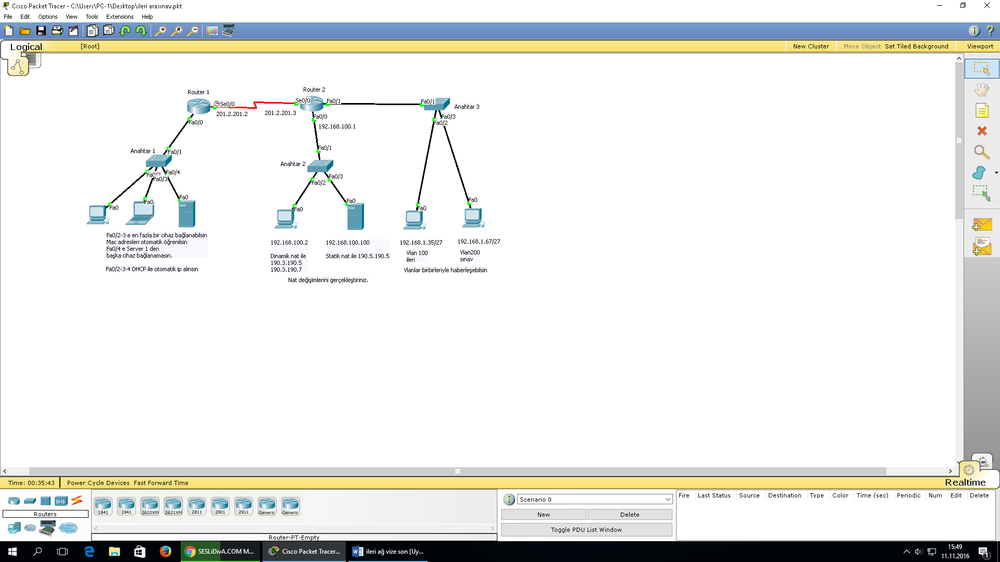 Cisco Packet Tracer - C:\Users\PC-1\Desktop\ileri arasınav.pkt
File Edit Options View Tools Extensions Help
Logical [Root] New Cluster Move Object Set Tiled Background Viewport
Router 1
Router 2
Se0/0
201.2.201.2
Fa0/0
Se0/0
201.2.201.3
Fa0/1
Fa0/0
192.168.100.1
Fa0/1
Anahtar 3
Fa0/3
Fa0/2
Anahtar 1
Fa0/1
Fa0/2
Fa0/4
Fa0/3
Fa0/1
Anahtar 2
Fa0/3
Fa0/2
Fa0
Fa0
Fa0
Fa0
Fa0
Fa0
Fa0
Fa0/2-3 e en fazla bir cihaz bağlanabilsin
Mac adresleri otomatik öğrenilsin
Fa0/4 e Server 1 den
başka cihaz bağlanamasın.
Fa0/2-3-4 DHCP ile otomatik ip alınsın
192.168.100.2
Dinamik nat ile
190.3.190.5
190.3.190.7
192.168.100.100
Statik nat ile 190.5.190.5
Nat değişimlerini gerçekleştiriniz.
192.168.1.35/27
Vlan 100
ileri
192.168.1.67/27
Vlan200
sınav
Vlanlar birbirleriyle haberleşebilsin
Time: 00:35:43 Power Cycle Devices Fast Forward Time Realtime
Routers
1841 1941 2620XM 2621XM 2811 2901 2911 Generic Generic
Router-PT-Empty
Scenario 0
New Delete
Toggle PDU List Window
Fire Last Status Source Destination Type Color Time (sec) Periodic Num Edit Delete
SESLiDivA.COM M... Cisco Packet Tracer... ileri ağ vize son [Uy...
15:49
11.11.2016
1